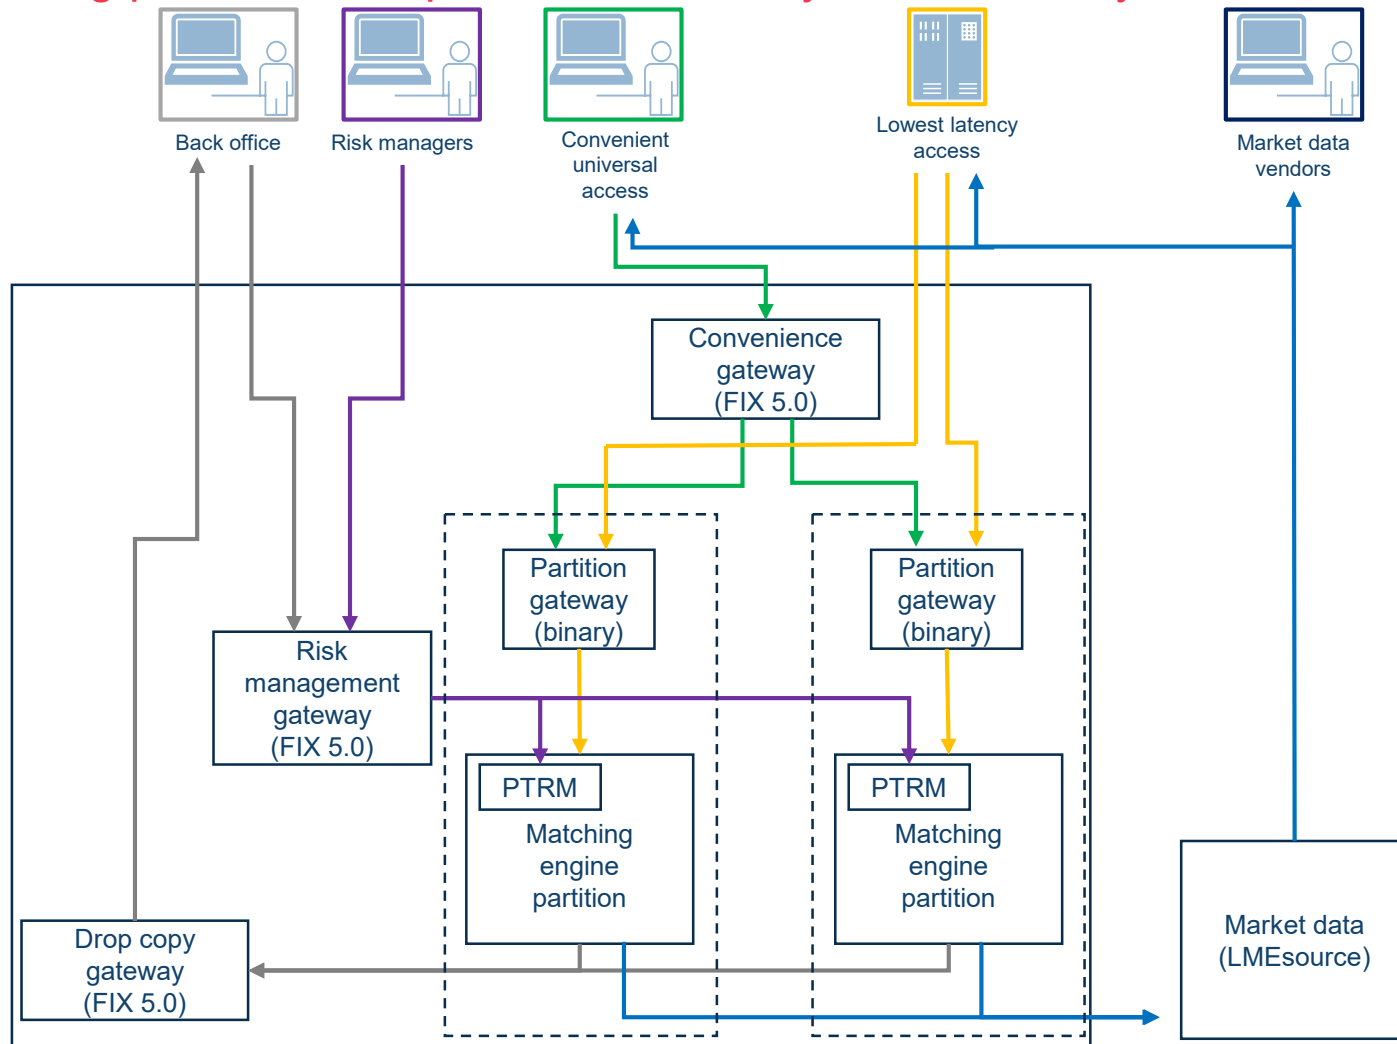 Back office
Risk managers
Convenient
universal
access
Lowest latency
access
Market data
vendors
Convenience
gateway
(FIX 5.0)
Partition
gateway
(binary)
Partition
gateway
(binary)
Risk
management
gateway
(FIX 5.0)
PTRM
Matching
engine
partition
PTRM
Matching
engine
partition
Drop copy
gateway
(FIX 5.0)
Market data
(LMEsource)